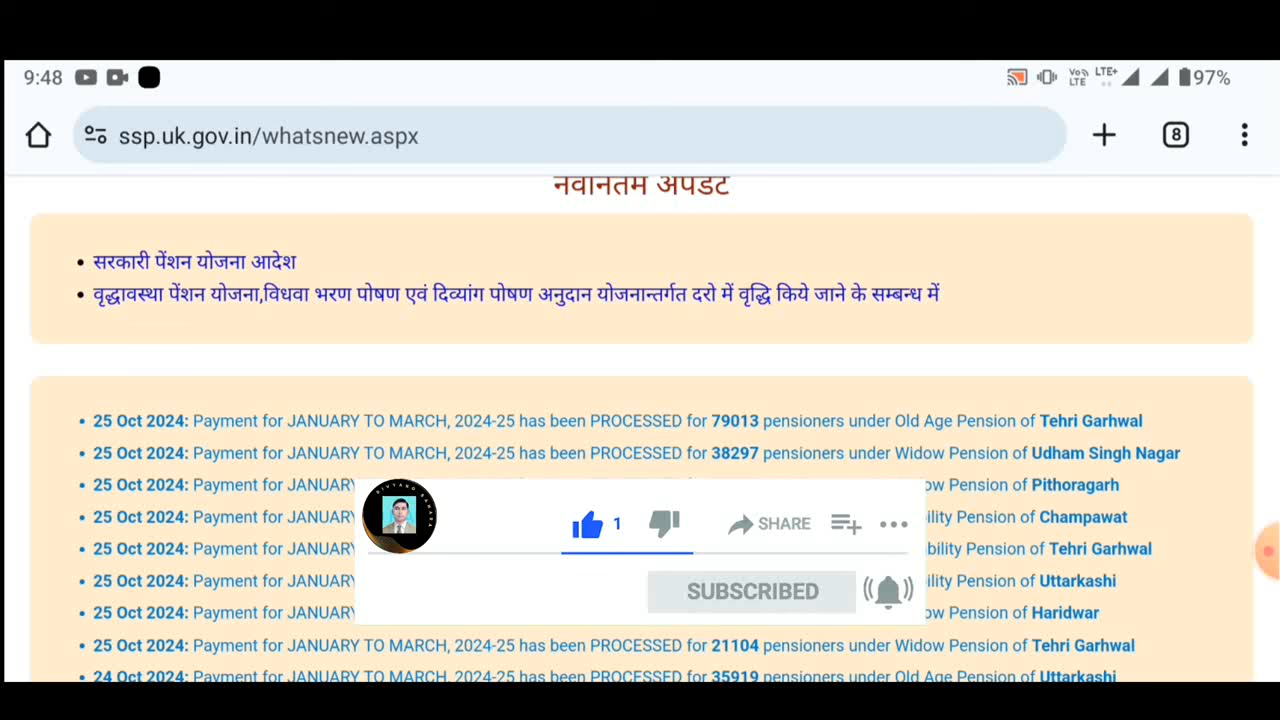 9:48
Vo LTE LTE+ 97%
ssp.uk.gov.in/whatsnew.aspx
8
नवीनतम अपडेट
सरकारी पेंशन योजना आदेश
वृद्धावस्था पेंशन योजना,विधवा भरण पोषण एवं दिव्यांग पोषण अनुदान योजनान्तर्गत दरो में वृद्धि किये जाने के सम्बन्ध में
25 Oct 2024: Payment for JANUARY TO MARCH, 2024-25 has been PROCESSED for 79013 pensioners under Old Age Pension of Tehri Garhwal
25 Oct 2024: Payment for JANUARY TO MARCH, 2024-25 has been PROCESSED for 38297 pensioners under Widow Pension of Udham Singh Nagar
25 Oct 2024: Payment for JANUARY ow Pension of Pithoragarh
25 Oct 2024: Payment for JANUARY ility Pension of Champawat
25 Oct 2024: Payment for JANUARY bility Pension of Tehri Garhwal
25 Oct 2024: Payment for JANUARY ility Pension of Uttarkashi
25 Oct 2024: Payment for JANUARY ow Pension of Haridwar
25 Oct 2024: Payment for JANUARY TO MARCH, 2024-25 has been PROCESSED for 21104 pensioners under Widow Pension of Tehri Garhwal
24 Oct 2024: Payment for JANUARY TO MARCH, 2024-25 has been PROCESSED for 35919 pensioners under Old Age Pension of Uttarkashi
1 SHARE
SUBSCRIBED